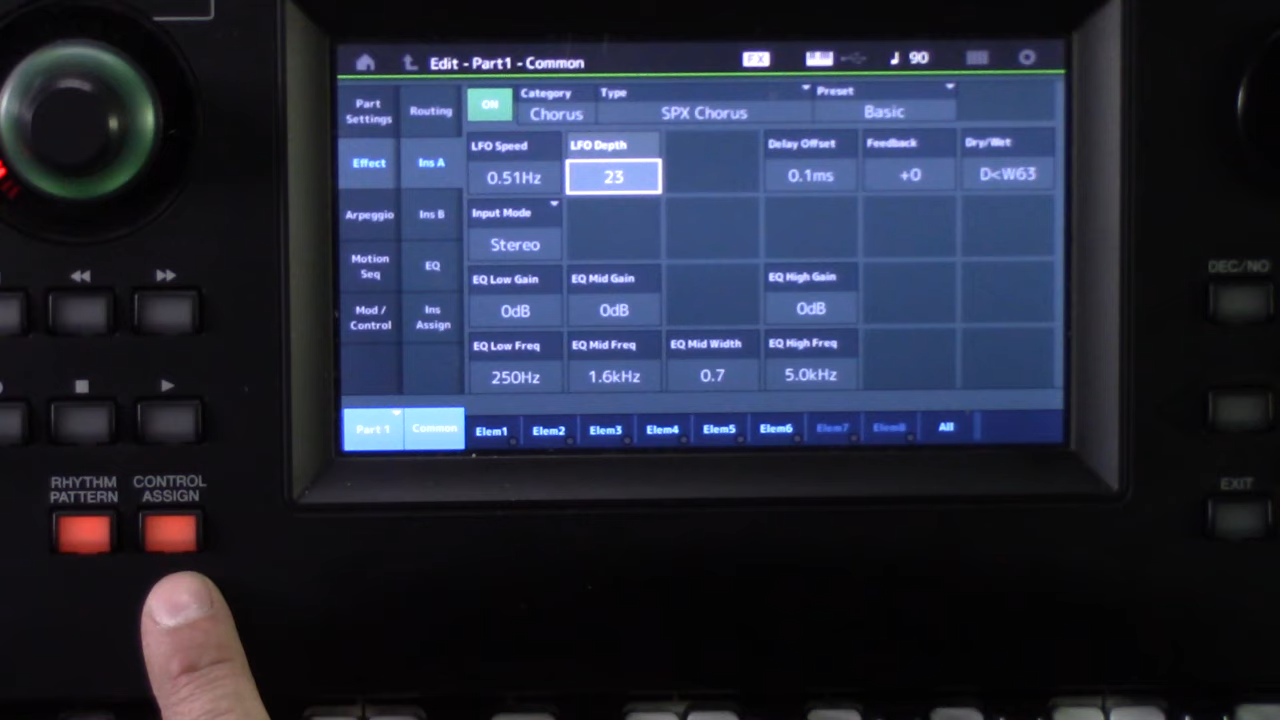 Edit - Part1 - Common FX ♩ 90
Part Settings
Routing
ON
Category
Chorus
Type
SPX Chorus
Preset
Basic
Effect
Ins A
LFO Speed
0.51Hz
LFO Depth
23
Delay Offset
0.1ms
Feedback
+0
Dry/Wet
D<W63
Arpeggio
Ins B
Input Mode
Stereo
Motion Seq
EQ
EQ Low Gain
0dB
EQ Mid Gain
0dB
EQ High Gain
0dB
Mod / Control
Ins Assign
EQ Low Freq
250Hz
EQ Mid Freq
1.6kHz
EQ Mid Width
0.7
EQ High Freq
5.0kHz
Part 1 Common Elem1 Elem2 Elem3 Elem4 Elem5 Elem6 Elem7 Elem8 All
RHYTHM PATTERN
CONTROL ASSIGN
DEC/NO
EXIT